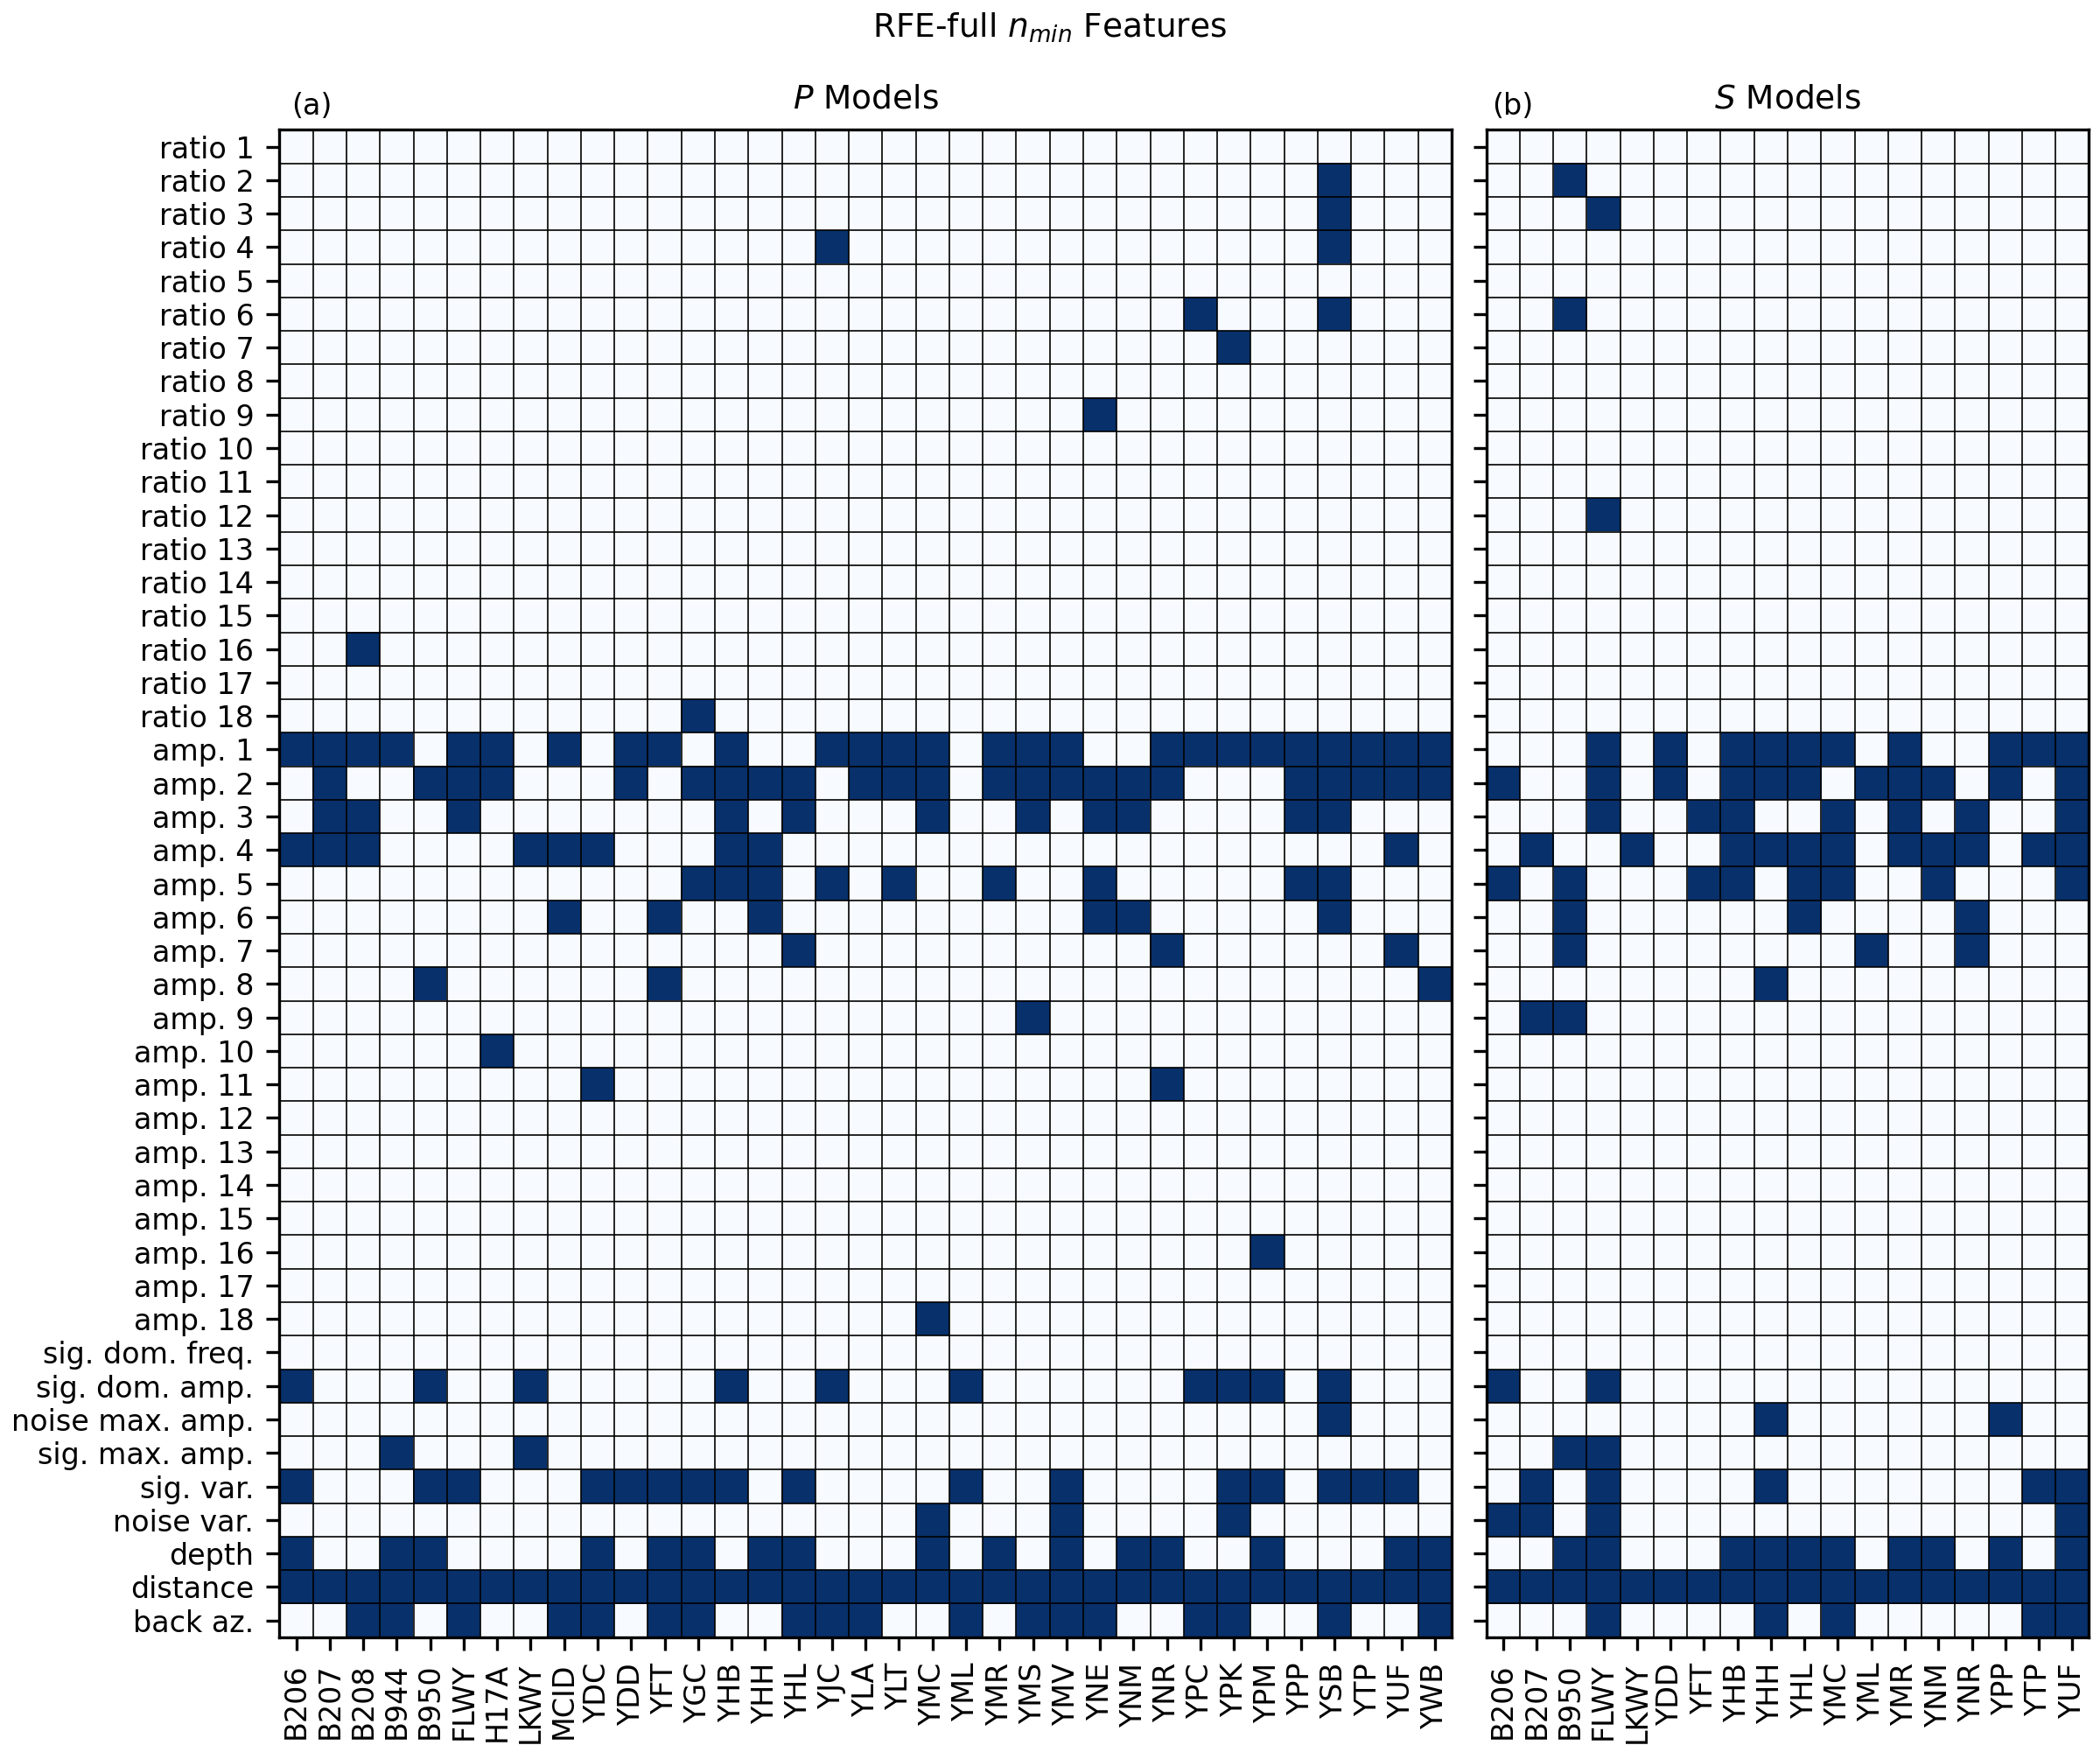 RFE-full n_min Features
(a)
P Models
(b)
S Models
ratio 1
ratio 2
ratio 3
ratio 4
ratio 5
ratio 6
ratio 7
ratio 8
ratio 9
ratio 10
ratio 11
ratio 12
ratio 13
ratio 14
ratio 15
ratio 16
ratio 17
ratio 18
amp. 1
amp. 2
amp. 3
amp. 4
amp. 5
amp. 6
amp. 7
amp. 8
amp. 9
amp. 10
amp. 11
amp. 12
amp. 13
amp. 14
amp. 15
amp. 16
amp. 17
amp. 18
sig. dom. freq.
sig. dom. amp.
noise max. amp.
sig. max. amp.
sig. var.
noise var.
depth
distance
back az.
B206
B207
B208
B944
B950
FLWY
H17A
LKWY
MCID
YDC
YDD
YFT
YGC
YHB
YHH
YHL
YJC
YLA
YLT
YMC
YML
YMR
YMS
YMV
YNE
YNM
YNR
YPC
YPK
YPM
YPP
YSB
YTP
YUF
YWB
B206
B207
B950
FLWY
LKWY
YDD
YFT
YHB
YHH
YHL
YMC
YML
YMR
YNM
YNR
YPP
YTP
YUF